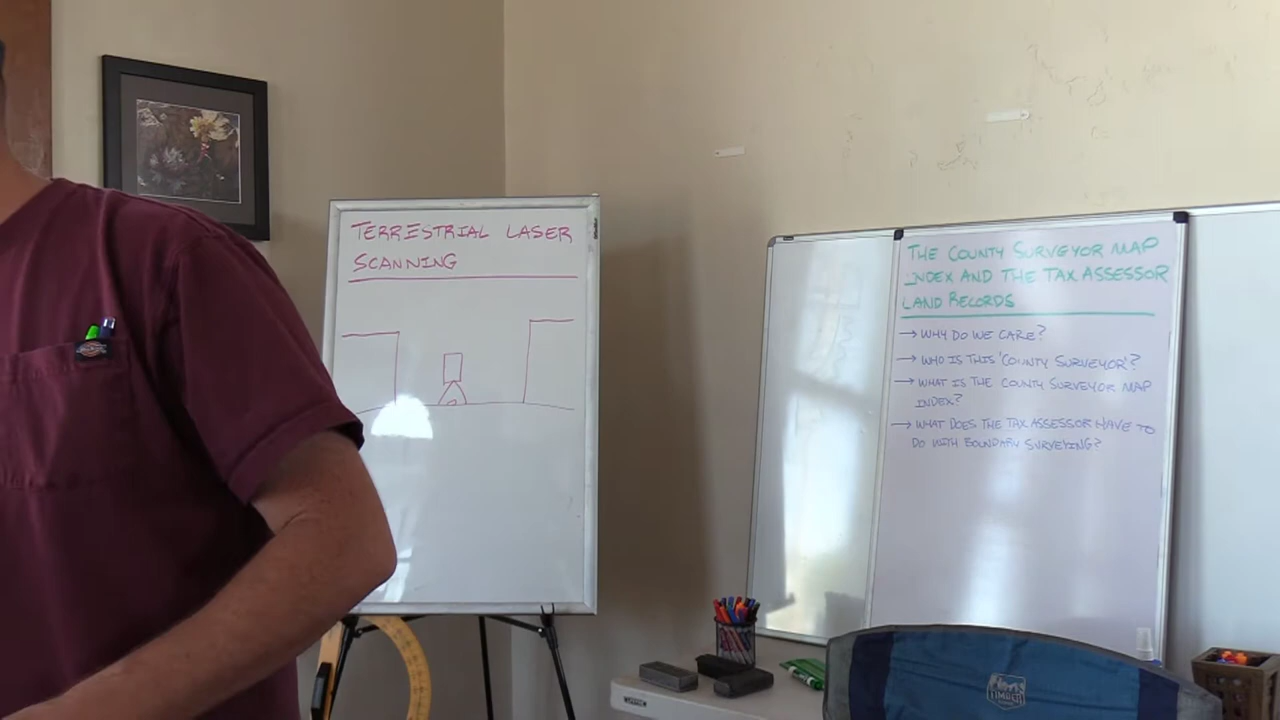 TERRESTRIAL LASER
SCANNING
THE COUNTY SURVEYOR MAP
INDEX AND THE TAX ASSESSOR
LAND RECORDS
→ WHY DO WE CARE?
→ WHO IS THIS 'COUNTY SURVEYOR'?
→ WHAT IS THE COUNTY SURVEYOR MAP
INDEX?
→ WHAT DOES THE TAX ASSESSOR HAVE TO
DO WITH BOUNDARY SURVEYING?
TIMBER